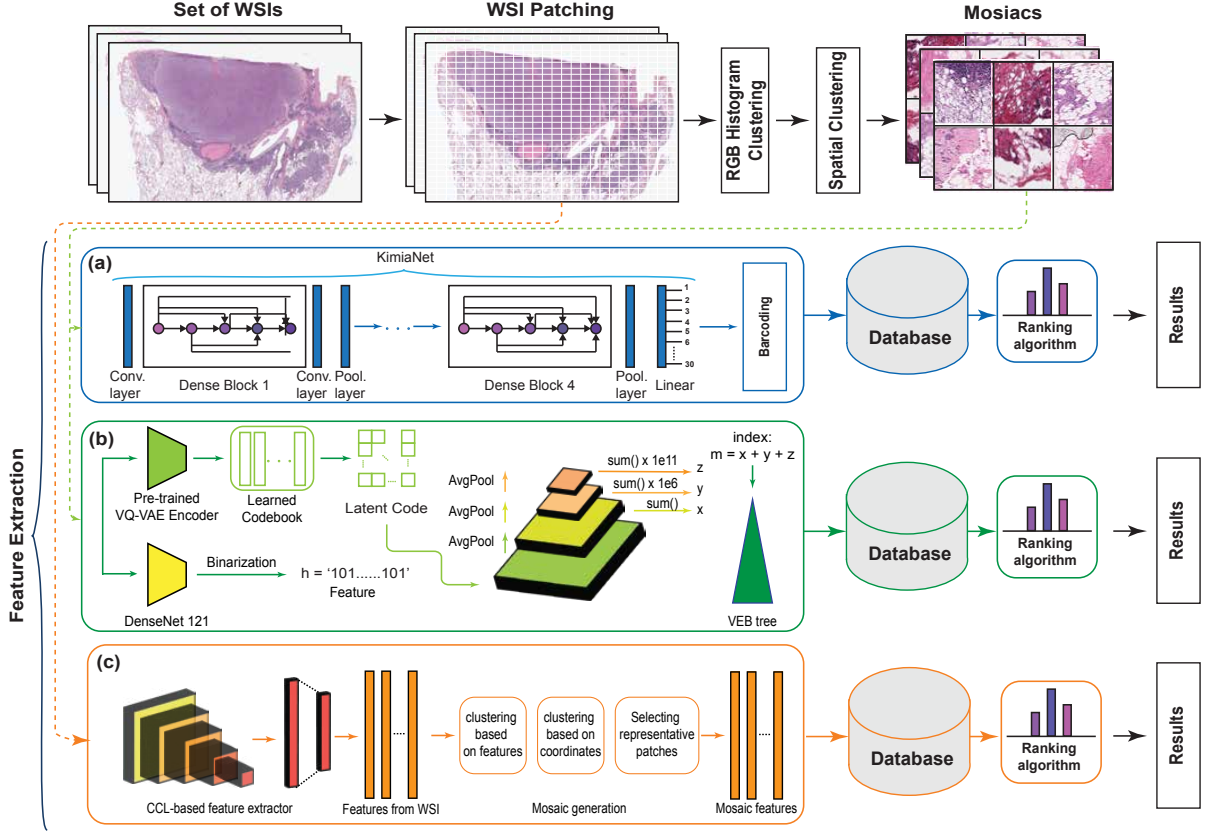 Set of WSIs
WSI Patching
Mosiacs
RGB Histogram
Clustering
Spatial Clustering
Feature Extraction
(a)
KimiaNet
1
2
3
4
5
6
30
Conv.
layer
Dense Block 1
Conv.
layer
Pool.
layer
Dense Block 4
Pool.
layer
Linear
Barcoding
Database
Ranking
algorithm
Results
(b)
Pre-trained
VQ-VAE Encoder
Learned
Codebook
Latent Code
AvgPool
AvgPool
AvgPool
sum() x 1e11
z
sum() x 1e6
y
sum()
x
index:
m = x + y + z
VEB tree
DenseNet 121
Binarization
h = '101......101'
Feature
Database
Ranking
algorithm
Results
(c)
CCL-based feature extractor
Features from WSI
clustering
based
on features
clustering
based on
coordinates
Selecting
representative
patches
Mosaic generation
Mosaic features
Database
Ranking
algorithm
Results